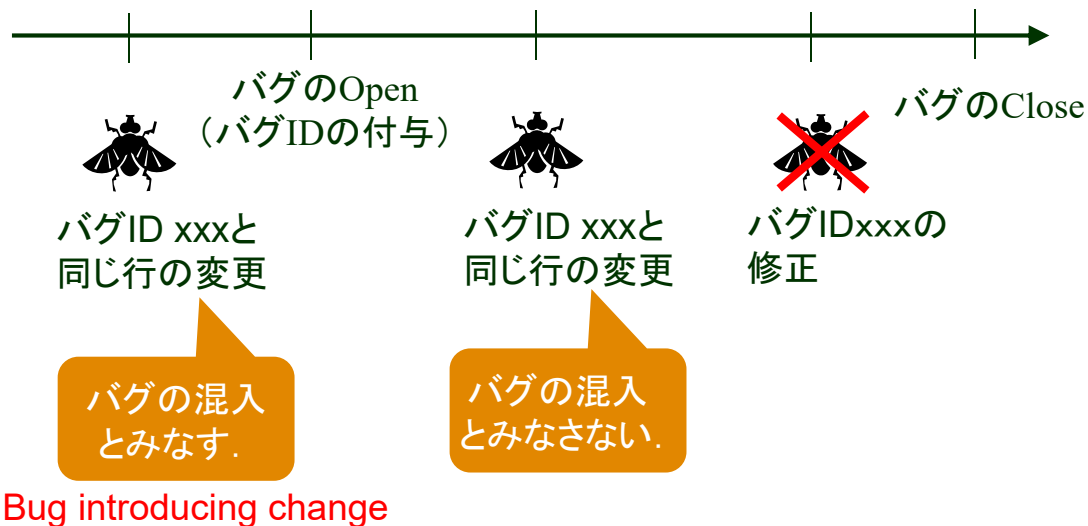 バグのOpen
（バグIDの付与）
バグのClose
バグID xxxと
同じ行の変更
バグID xxxと
同じ行の変更
バグIDxxxの
修正
バグの混入
とみなす.
バグの混入
とみなさない.
Bug introducing change